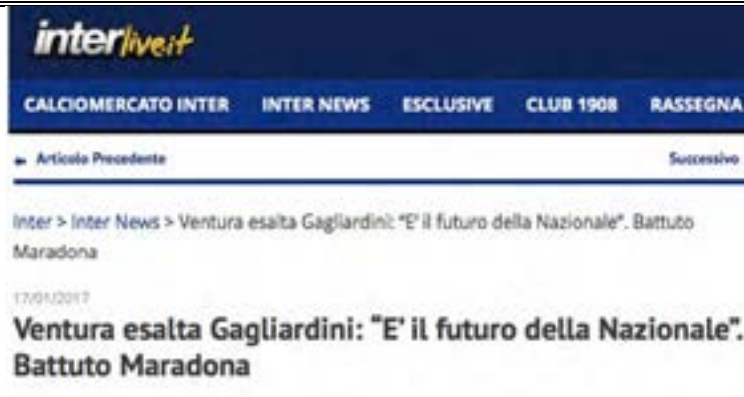 interlive.it
CALCIOMERCATO INTER INTER NEWS ESCLUSIVE CLUB 1908 RASSEGNA
← Articolo Precedente Successivo
Inter > Inter News > Ventura esalta Gagliardini: "E' il futuro della Nazionale". Battuto
Maradona
17/01/2017
Ventura esalta Gagliardini: "E' il futuro della Nazionale".
Battuto Maradona